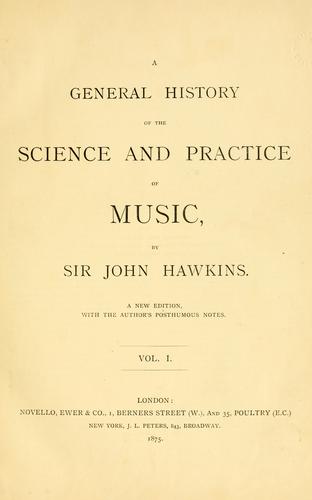 A
GENERAL HISTORY
OF THE
SCIENCE AND PRACTICE
OF
MUSIC,
BY
SIR JOHN HAWKINS.
A NEW EDITION,
WITH THE AUTHOR'S POSTHUMOUS NOTES.
VOL. I.
LONDON:
NOVELLO, EWER & CO., 1, BERNERS STREET (W.), AND 35, POULTRY (E.C.)
NEW YORK, J. L. PETERS, 843, BROADWAY.
1875.